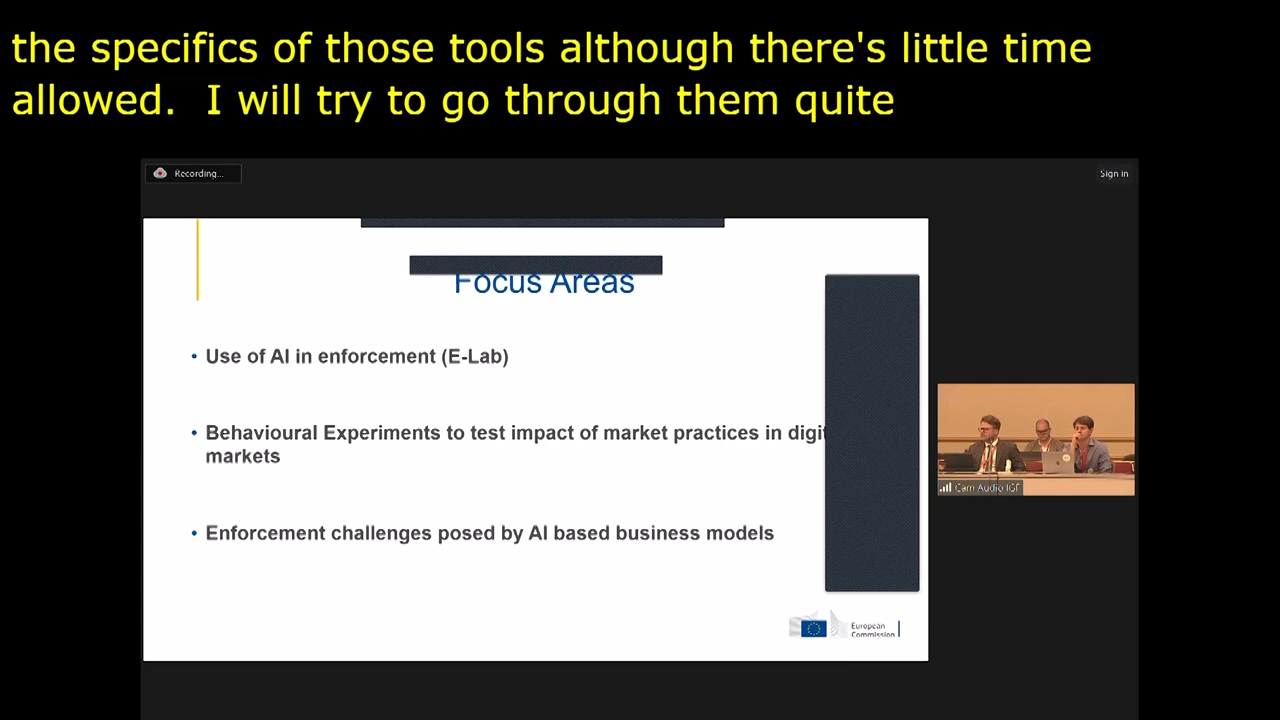 the specifics of those tools although there's little time
allowed.  I will try to go through them quite
Recording...
Sign in
Focus Areas
• Use of AI in enforcement (E-Lab)
• Behavioural Experiments to test impact of market practices in digit
markets
• Enforcement challenges posed by AI based business models
Cam Audio IGF
European
Commission